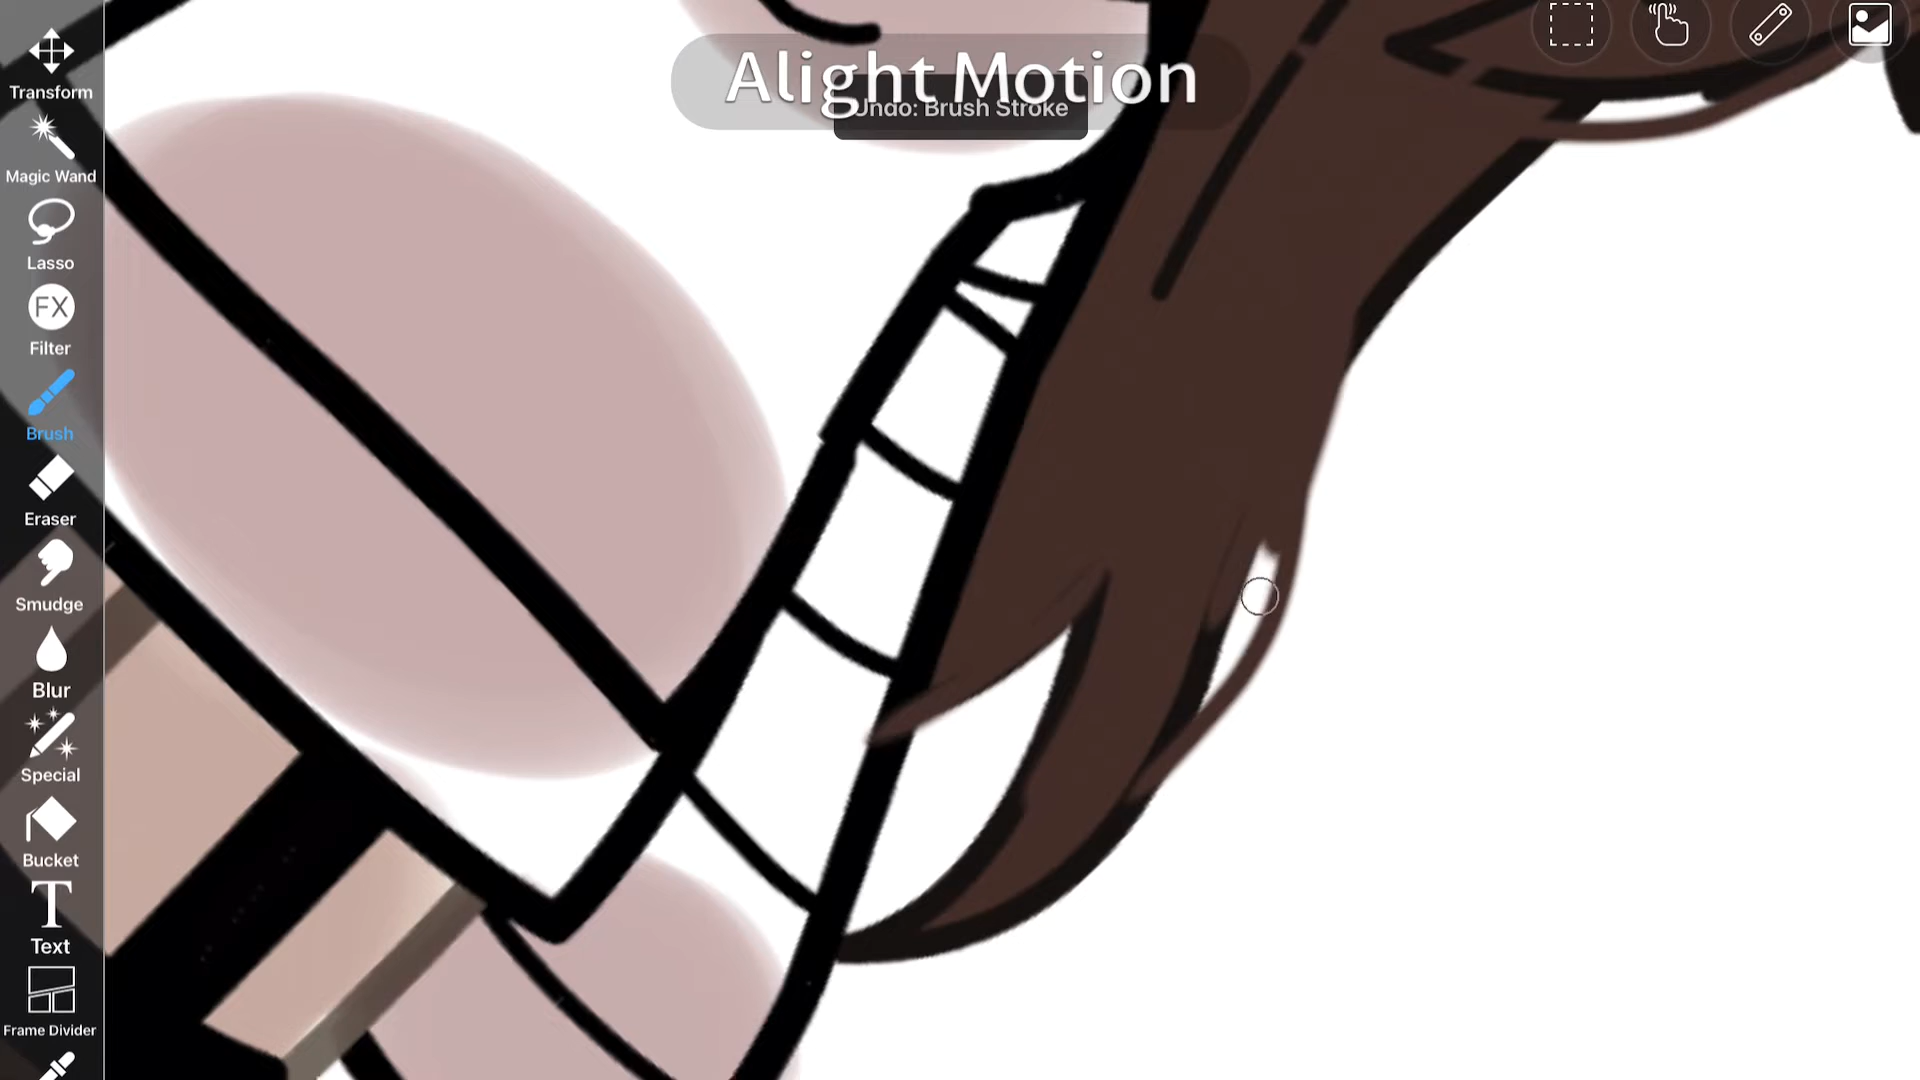 Alight Motion
Undo: Brush Stroke
Transform
Magic Wand
Lasso
FX
Filter
Brush
Eraser
Smudge
Blur
Special
Bucket
T
Text
Frame Divider